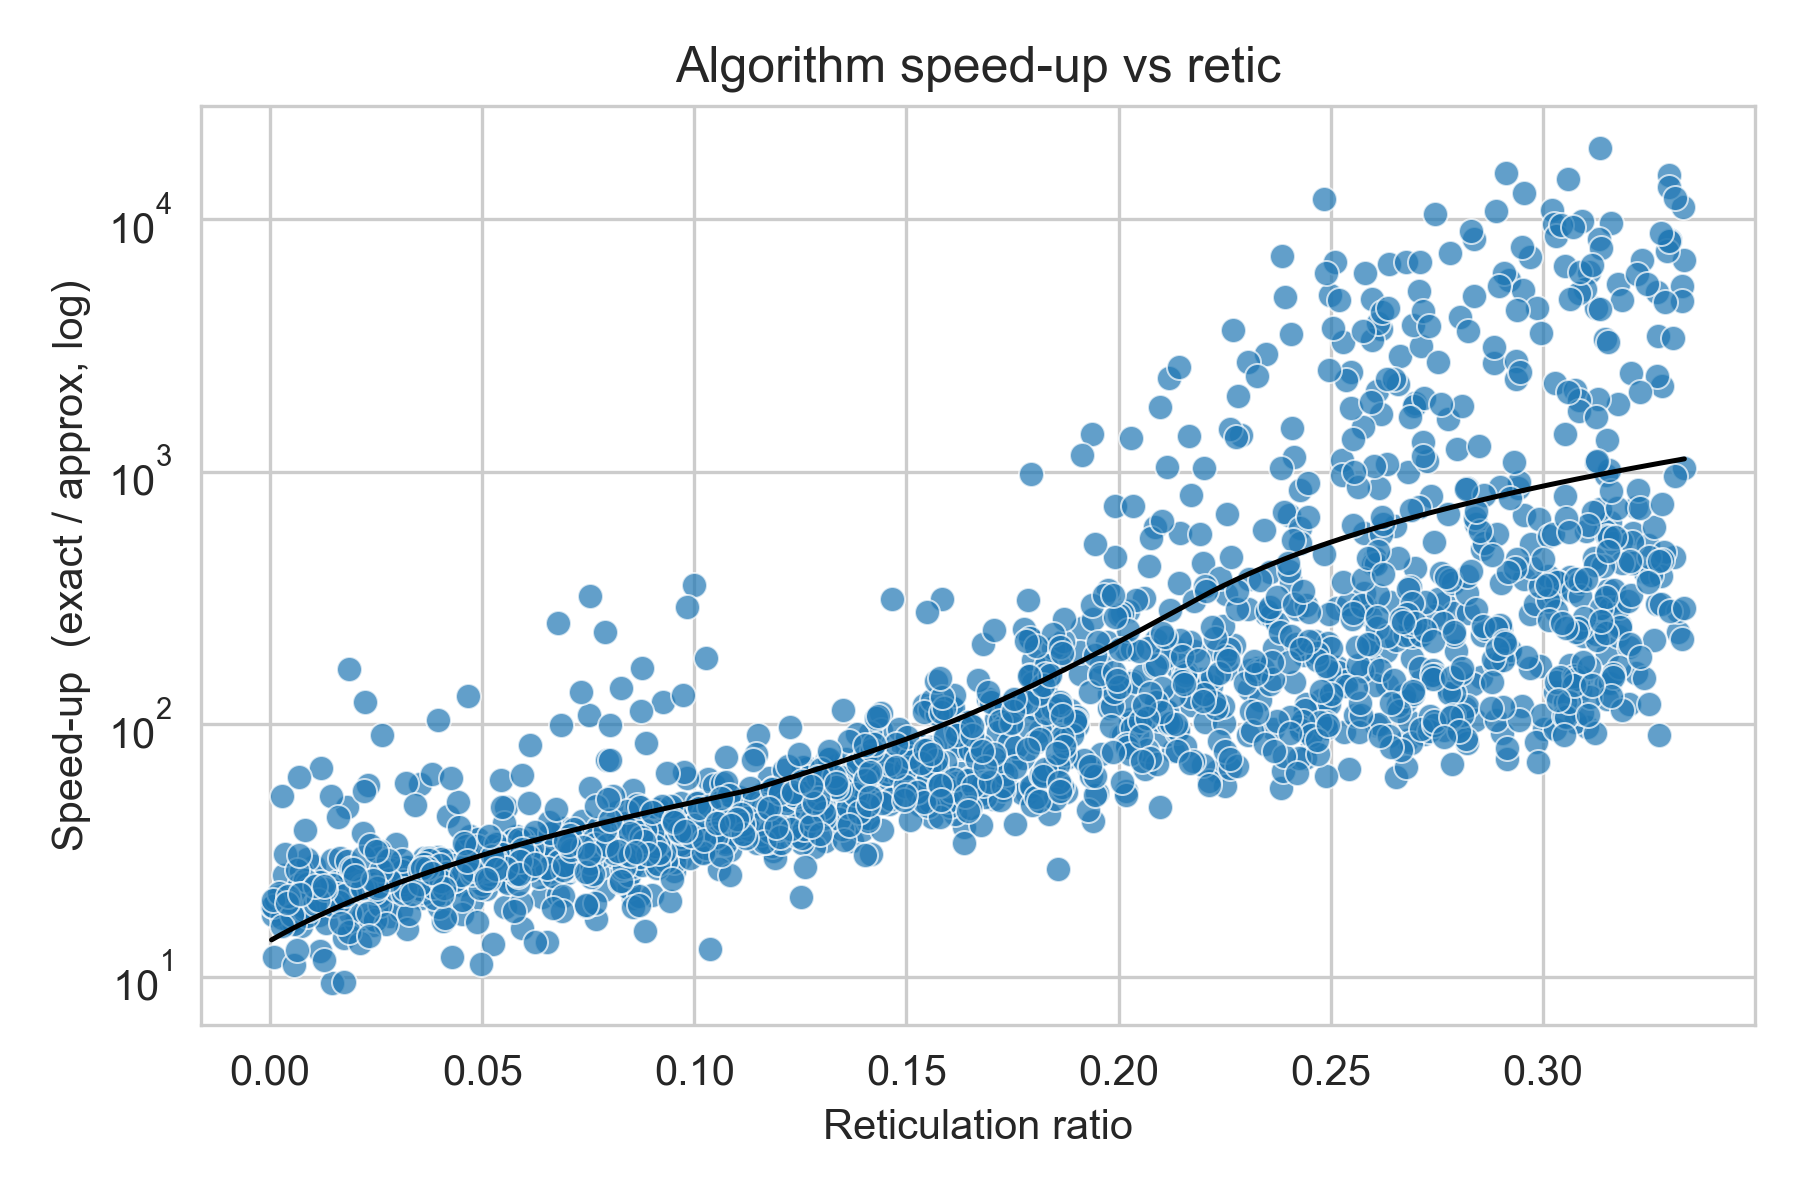 Algorithm speed-up vs retic
Speed-up  (exact / approx, log)
10^4
10^3
10^2
10^1
0.00 0.05 0.10 0.15 0.20 0.25 0.30
Reticulation ratio